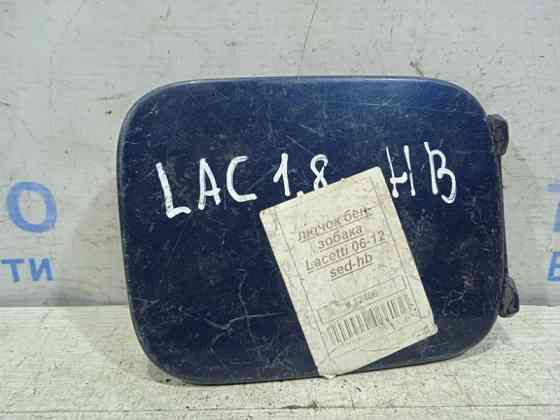 LAC 1.8 HB
лючок бен-
зобака
Lacetti 06-12
sed-hb